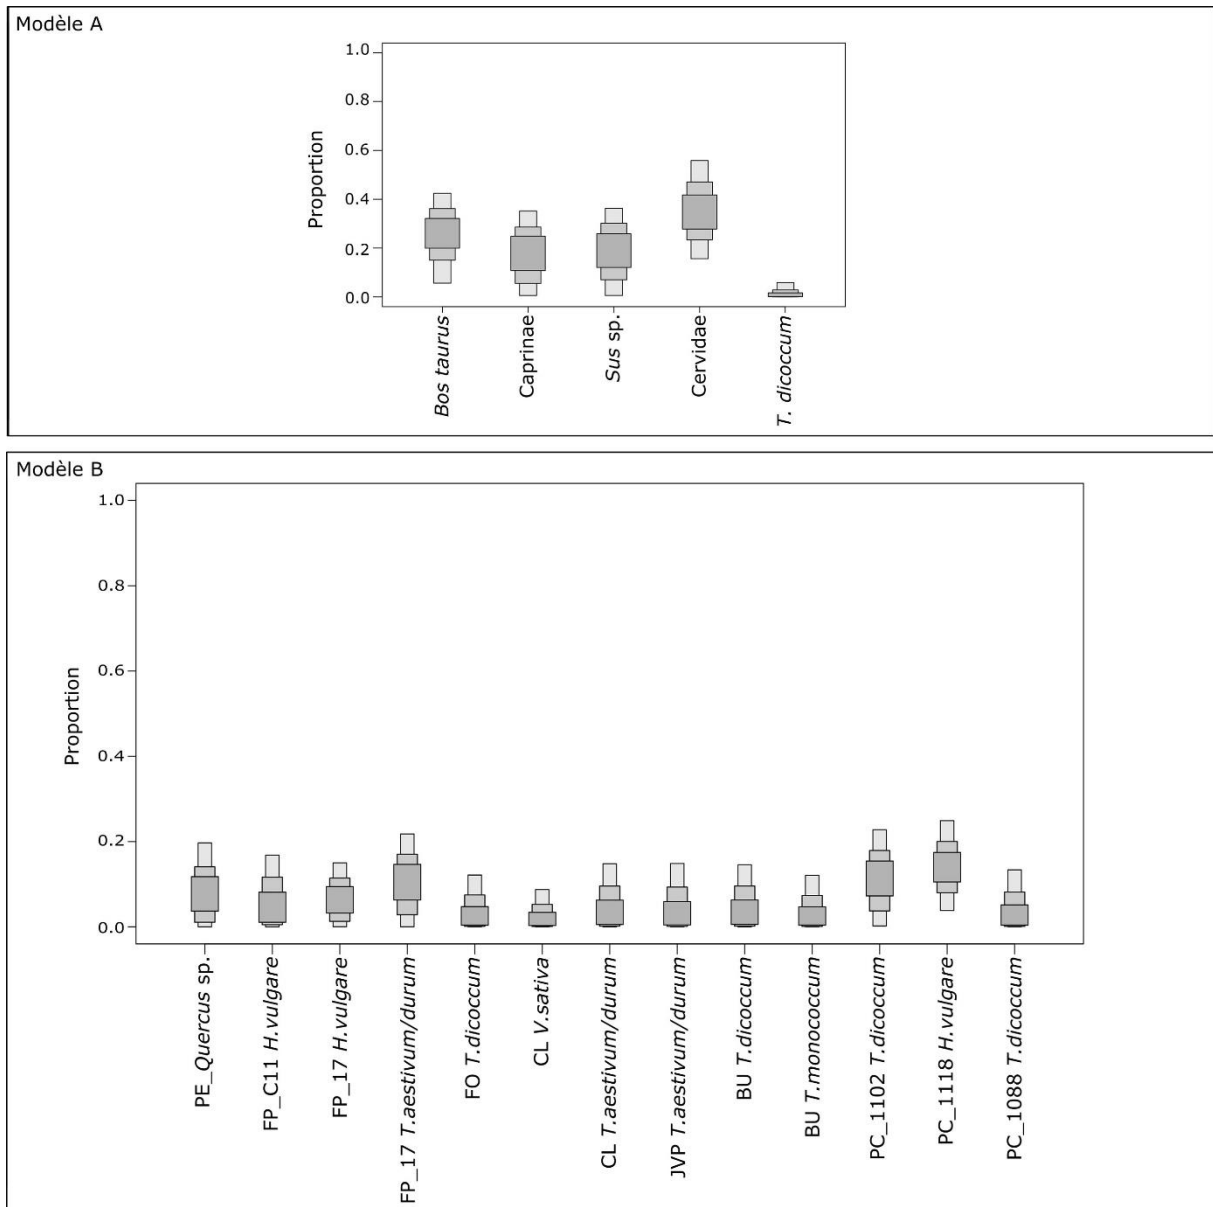 Modèle A
1.0
0.8
0.6
0.4
0.2
0.0
Proportion
Bos taurus
Caprinae
Sus sp.
Cervidae
T. dicoccum
Modèle B
1.0
0.8
0.6
0.4
0.2
0.0
Proportion
PE_Quercus sp.
FP_C11 H.vulgare
FP_17 H.vulgare
FP_17 T.aestivum/durum
FO T.dicoccum
CL V.sativa
CL T.aestivum/durum
JVP T.aestivum/durum
BU T.dicoccum
BU T.monococcum
PC_1102 T.dicoccum
PC_1118 H.vulgare
PC_1088 T.dicoccum